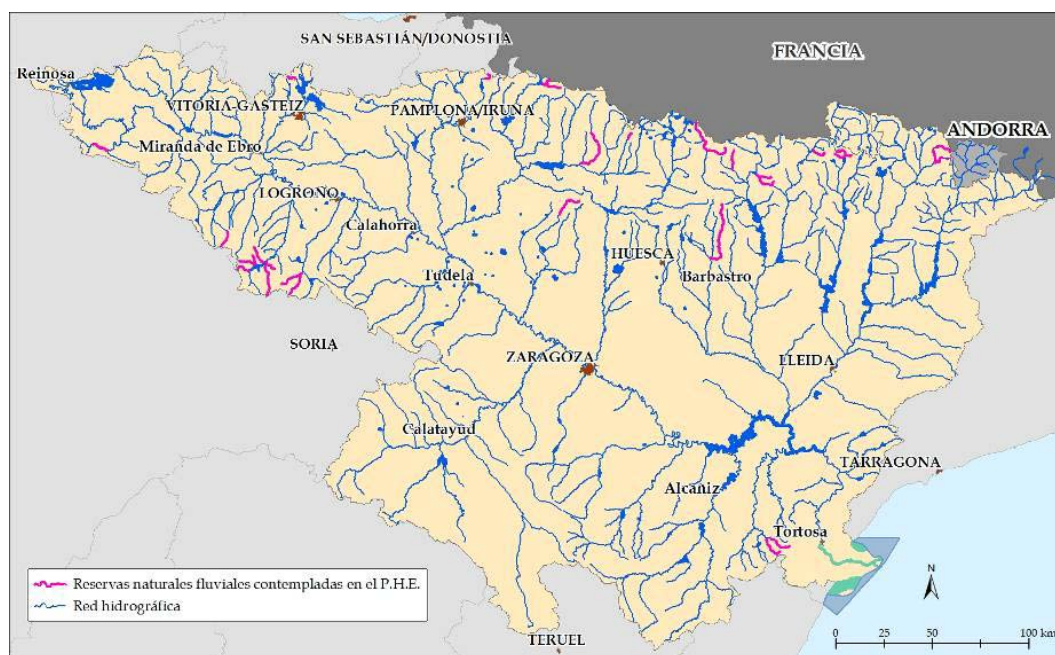 SAN SEBASTIÁN/DONOSTIA
FRANCIA
Reinosa
VITORIA-GASTEIZ
PAMPLONA/IRUÑA
ANDORRA
Miranda de Ebro
LOGROÑO
Calahorra
HUESCA
Barbastro
Tudela
SORIA
ZARAGOZA
LLEIDA
Calatayud
TARRAGONA
Alcañiz
Tortosa
Reservas naturales fluviales contempladas en el P.H.E.
Red hidrográfica
N
TERUEL
0 25 50 100 km